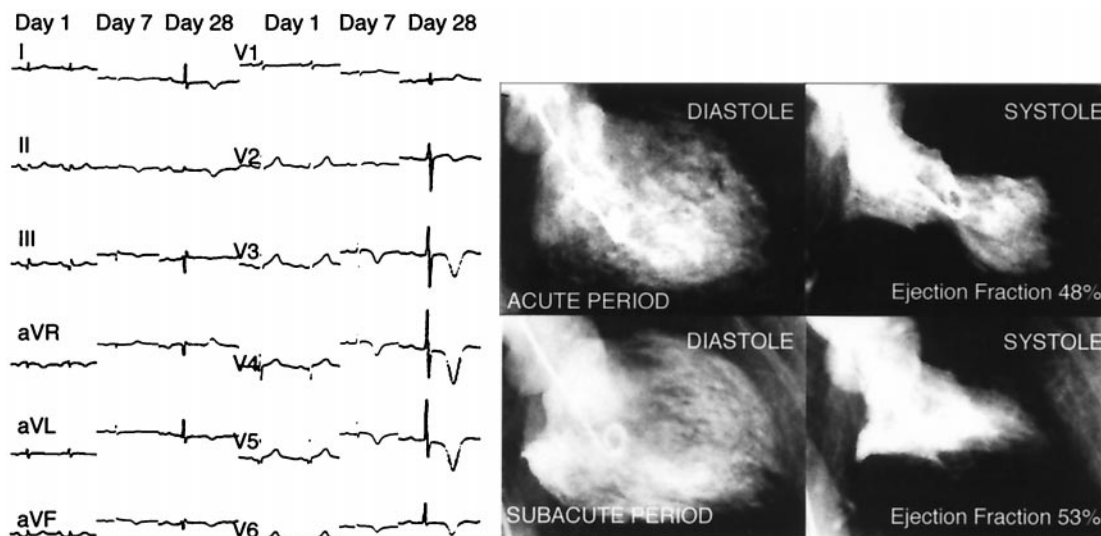 Day 1 Day 7 Day 28 Day 1 Day 7 Day 28
I V1
II V2
III V3
aVR V4
aVL V5
aVF V6
DIASTOLE SYSTOLE
ACUTE PERIOD Ejection Fraction 48%
DIASTOLE SYSTOLE
SUBACUTE PERIOD Ejection Fraction 53%